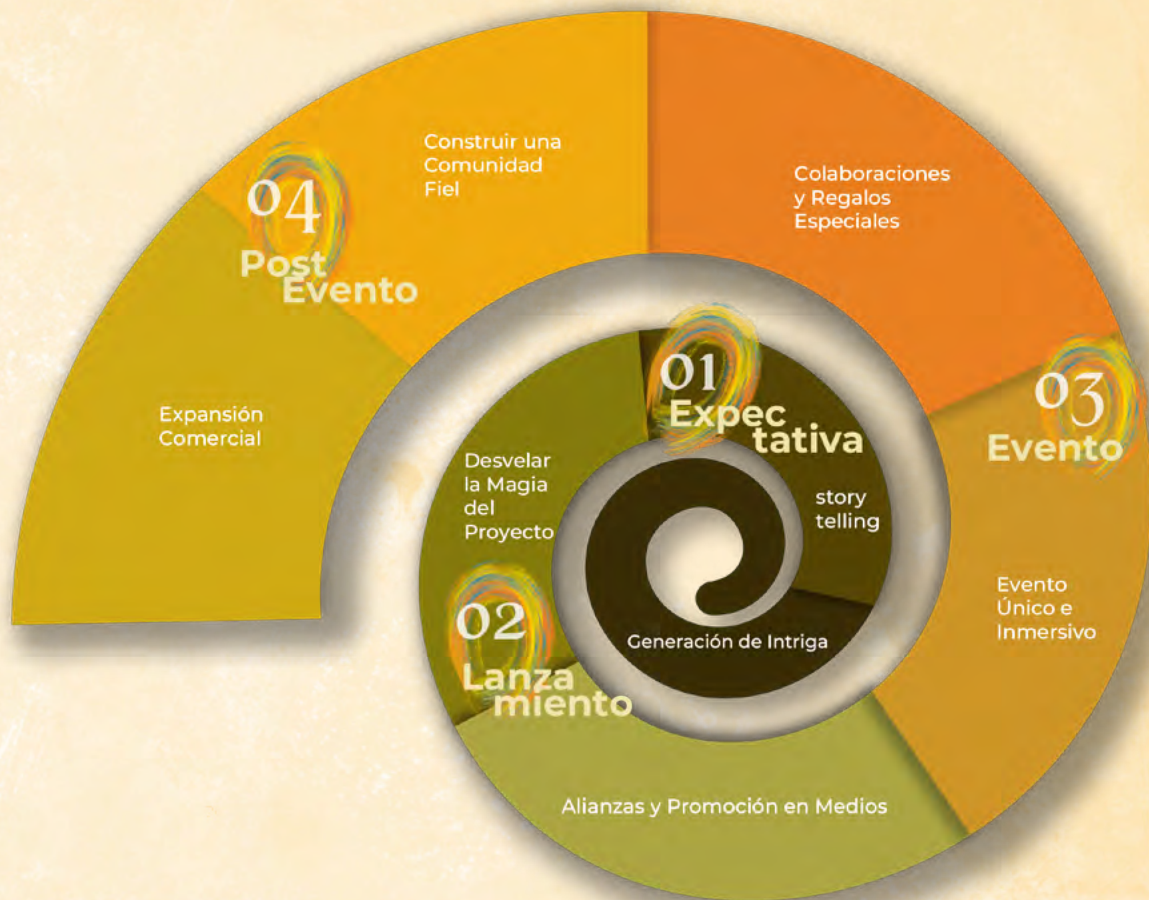 01
Expec
tativa
Generación de Intriga
story
telling
02
Lanza
miento
Desvelar
la Magia
del
Proyecto
Alianzas y Promoción en Medios
03
Evento
Evento
Único e
Inmersivo
Colaboraciones
y Regalos
Especiales
04
Post
Evento
Construir una
Comunidad
Fiel
Expansión
Comercial